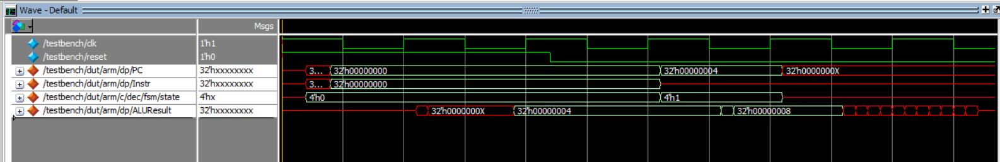 Wave - Default
Msgs
/testbench/clk 1'h1
/testbench/reset 1'h0
/testbench/dut/arm/dp/PC 32'hxxxxxxxx 3... 32'h00000000 32'h00000004 32'h0000000X
/testbench/dut/arm/dp/Instr 32'hxxxxxxxx 3... 32'h00000000
/testbench/dut/arm/c/dec/fsm/state 4'hx 4'h0 4'h1
/testbench/dut/arm/dp/ALUResult 32'hxxxxxxxx 32'h0000000X 32'h00000004 32'h00000008